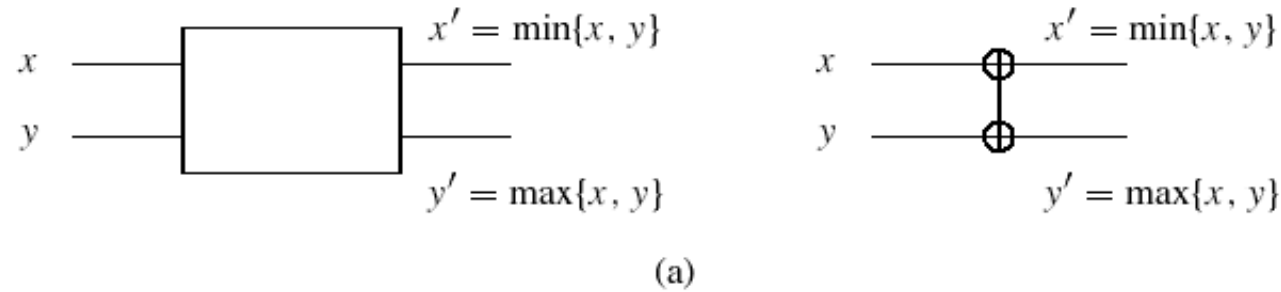 x′ = min{x, y} x′ = min{x, y}
x x
y y
y′ = max{x, y} y′ = max{x, y}
(a)